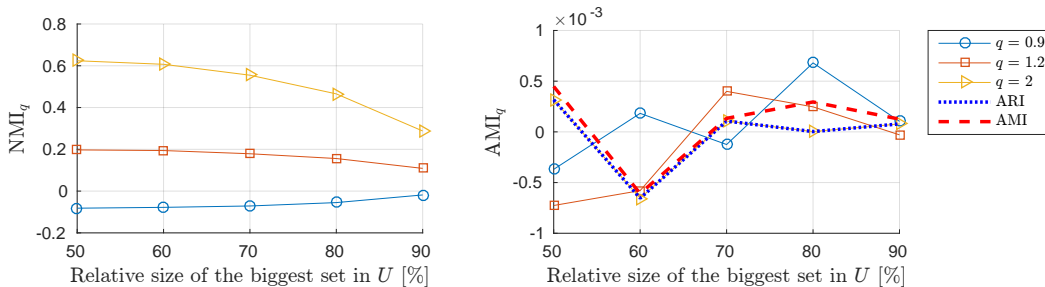 0.8
0.6
0.4
0.2
0
-0.2
NMI_q
50 60 70 80 90
Relative size of the biggest set in U [%]
×10^-3
1
0.5
0
-0.5
-1
AMI_q
50 60 70 80 90
Relative size of the biggest set in U [%]
q = 0.9
q = 1.2
q = 2
ARI
AMI